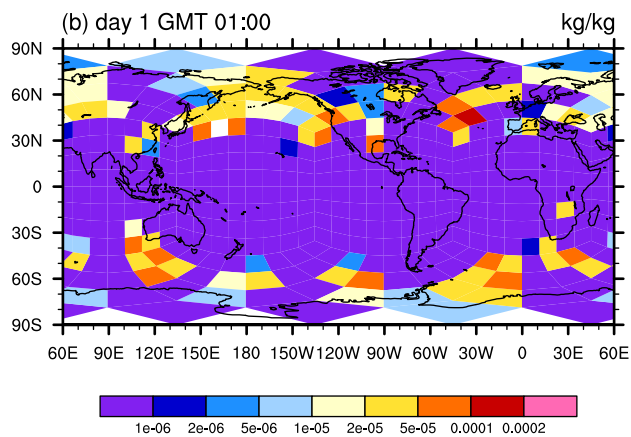 (b) day 1 GMT 01:00 kg/kg
90N
60N
30N
0
30S
60S
90S
60E 90E 120E 150E 180 150W 120W 90W 60W 30W 0 30E 60E
1e-06 2e-06 5e-06 1e-05 2e-05 5e-05 0.0001 0.0002